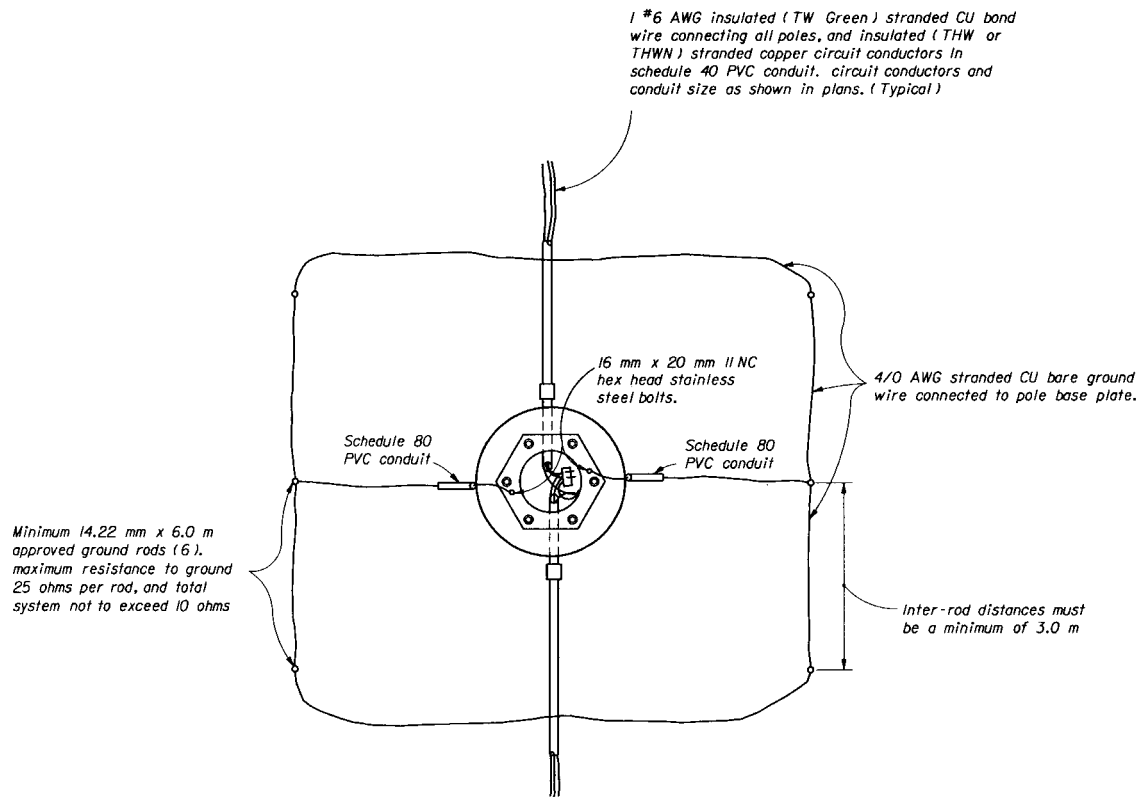 1 #6 AWG insulated (TW Green) stranded CU bond
wire connecting all poles, and insulated (THW or
THWN) stranded copper circuit conductors in
schedule 40 PVC conduit. circuit conductors and
conduit size as shown in plans. (Typical)
16 mm x 20 mm 11 NC
hex head stainless
steel bolts.
4/0 AWG stranded CU bare ground
wire connected to pole base plate.
Schedule 80
PVC conduit
Schedule 80
PVC conduit
Minimum 14.22 mm x 6.0 m
approved ground rods (6).
maximum resistance to ground
25 ohms per rod, and total
system not to exceed 10 ohms
Inter-rod distances must
be a minimum of 3.0 m